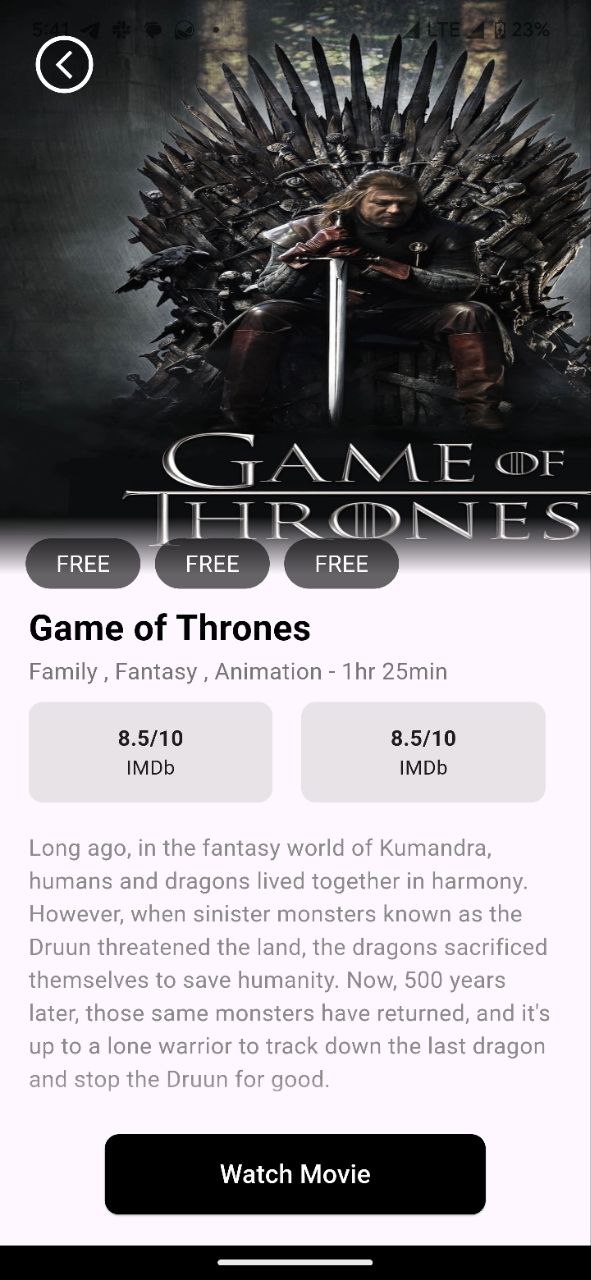 5:41 LTE 23%
GAME OF
THRONES
FREE FREE FREE
Game of Thrones
Family , Fantasy , Animation - 1hr 25min
8.5/10 8.5/10
IMDb IMDb
Long ago, in the fantasy world of Kumandra,
humans and dragons lived together in harmony.
However, when sinister monsters known as the
Druun threatened the land, the dragons sacrificed
themselves to save humanity. Now, 500 years
later, those same monsters have returned, and it's
up to a lone warrior to track down the last dragon
and stop the Druun for good.
Watch Movie